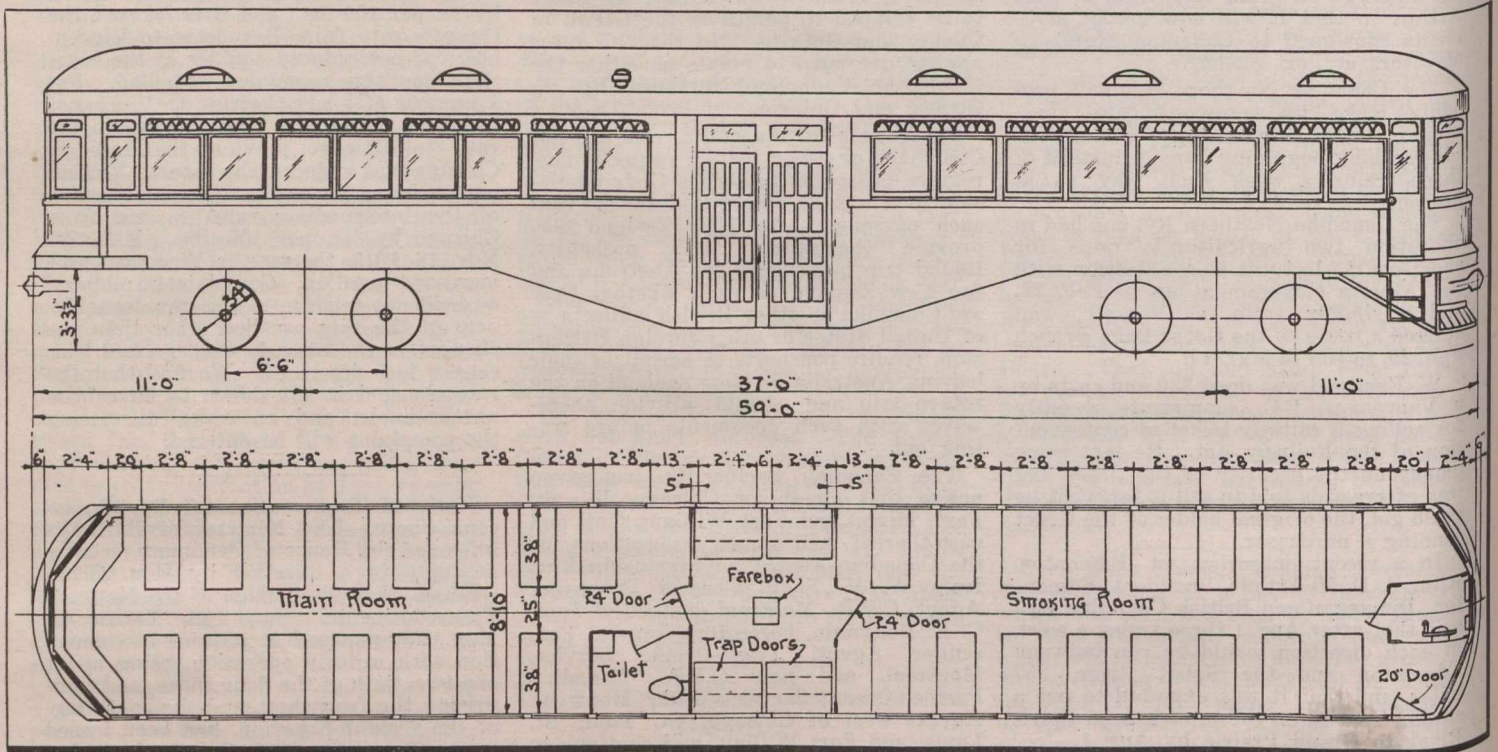 34"
3'-3½"
6'-6"
11'-0" 37'-0" 11'-0"
59'-0"
6" 2'-4" 20" 2'-8" 2'-8" 2'-8" 2'-8" 2'-8" 2'-8" 2'-8" 2'-8" 13" 2'-4" 6" 2'-4" 13" 2'-8" 2'-8" 2'-8" 2'-8" 2'-8" 2'-8" 2'-8" 2'-8" 20" 2'-4" 6"
5" 5"
38"
Farebox
Main Room 8'-10" 25" 24" Door Smoking Room
24" Door
Trap Doors
Toilet
38"
20" Door